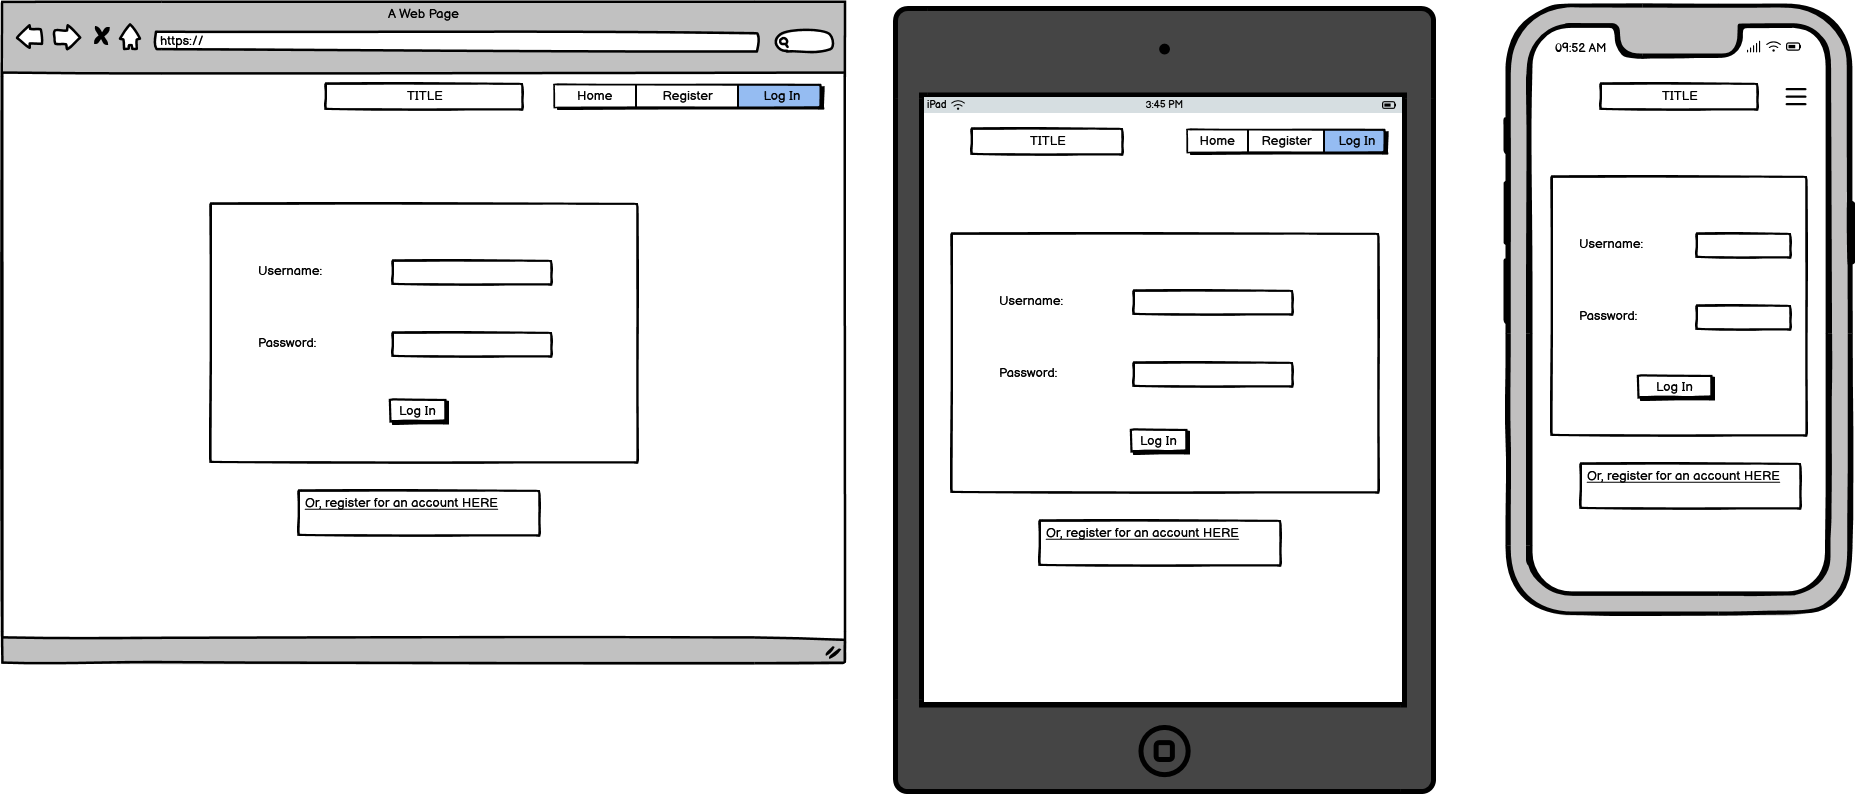 A Web Page
https://
TITLE
Home Register Log In
Username:
Password:
Log In
Or, register for an account HERE
iPad 3:45 PM
TITLE
Home Register Log In
Username:
Password:
Log In
Or, register for an account HERE
09:52 AM
TITLE
Username:
Password:
Log In
Or, register for an account HERE